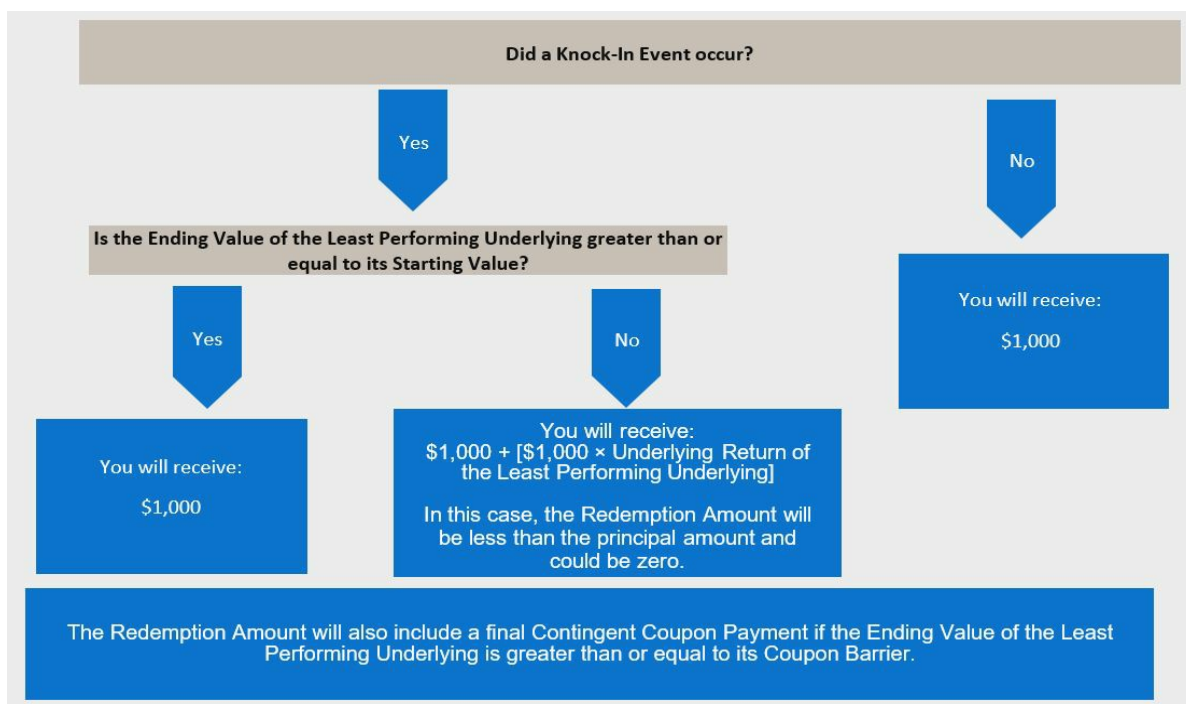 Did a Knock-In Event occur?
Yes
No
Is the Ending Value of the Least Performing Underlying greater than or
equal to its Starting Value?
You will receive:
$1,000
Yes
No
You will receive:
$1,000
You will receive:
$1,000 + [$1,000 × Underlying Return of
the Least Performing Underlying]
In this case, the Redemption Amount will
be less than the principal amount and
could be zero.
The Redemption Amount will also include a final Contingent Coupon Payment if the Ending Value of the Least
Performing Underlying is greater than or equal to its Coupon Barrier.